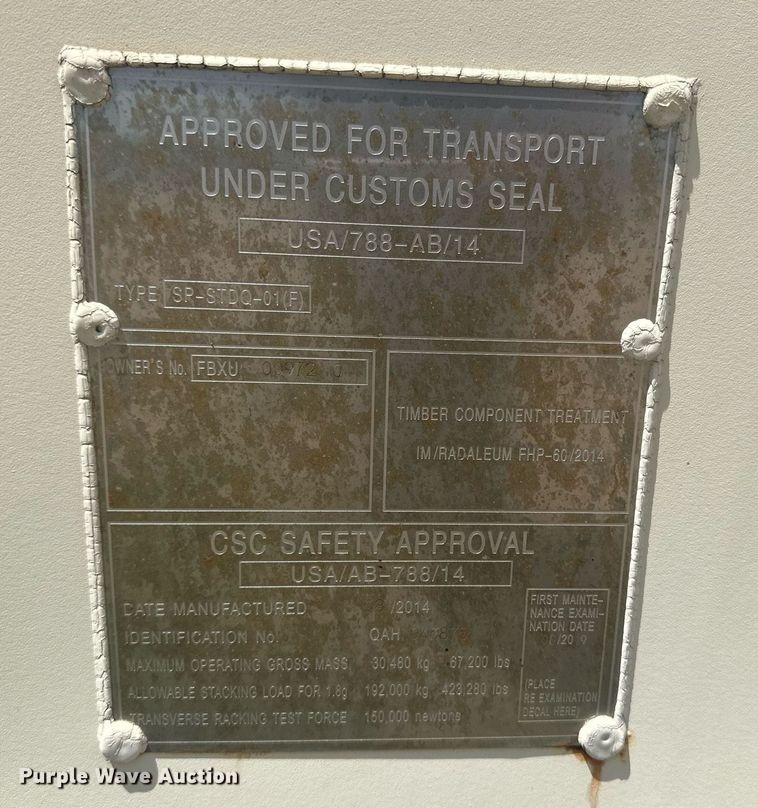 APPROVED FOR TRANSPORT
UNDER CUSTOMS SEAL
USA/788-AB/14
TYPE SP-STDQ-01(F)
OWNER'S No. FBXU
TIMBER COMPONENT TREATMENT
IM/RADALEUM FHP-60/2014
CSC SAFETY APPROVAL
USA/AB-788/14
DATE MANUFACTURED /2014
IDENTIFICATION No. QAH
MAXIMUM OPERATING GROSS MASS 30,480 kg 67,200 lbs
ALLOWABLE STACKING LOAD FOR 1.8g 192,000 kg 423,280 lbs
TRANSVERSE RACKING TEST FORCE 150,000 newtons
FIRST MAINTE-
NANCE EXAMI-
NATION DATE
(PLACE
RE EXAMINATION
DECAL HERE)
Purple Wave Auction